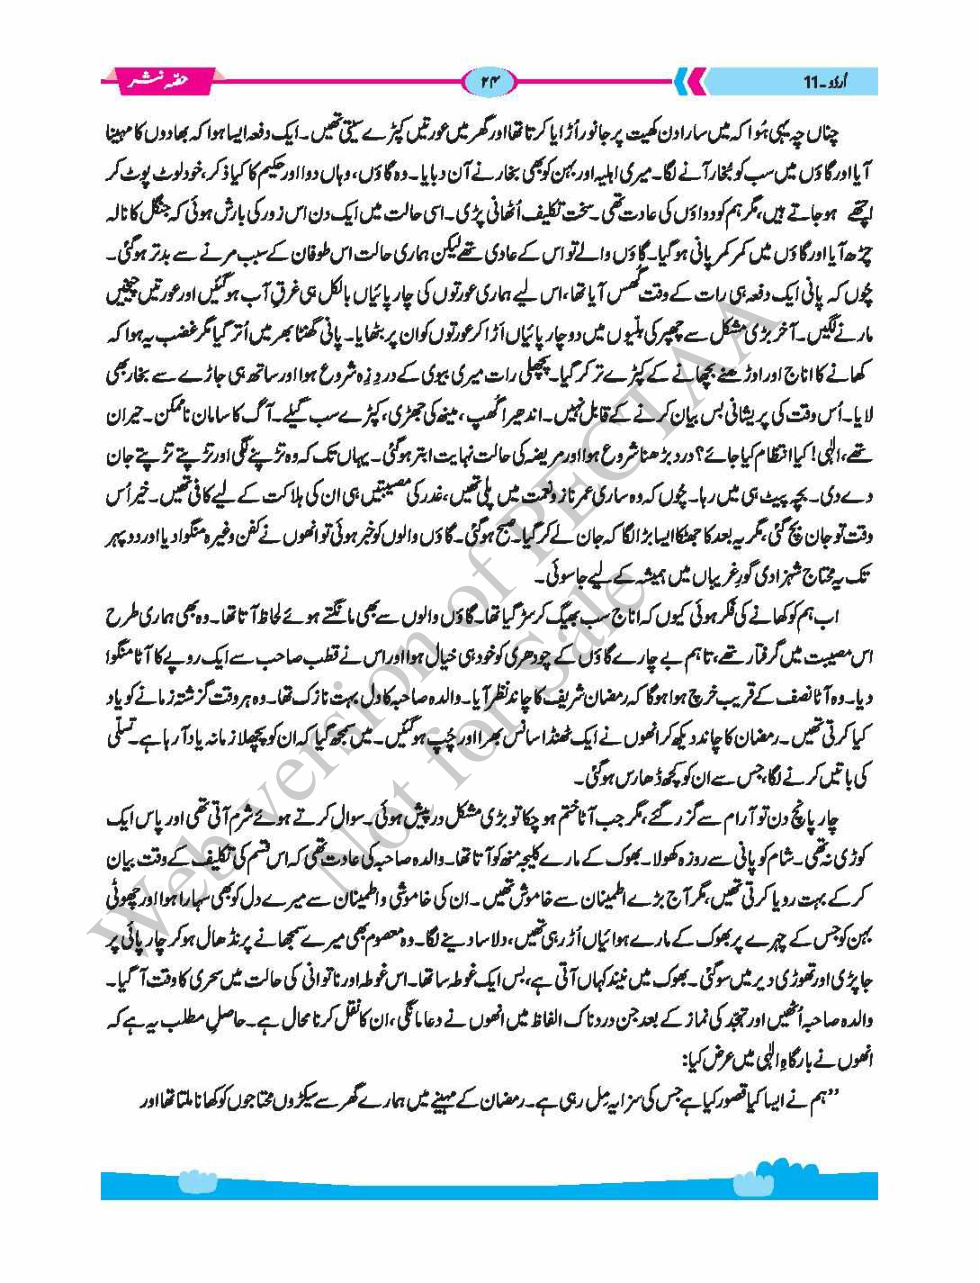 اُردو۔11
۲۴
حصّہ نثر
چناں چہ یہی ہُوا کہ میں سارا دن کھیت پر جانور اُڑایا کرتا تھا اور گھر میں عورتیں کپڑے سیتی تھیں۔ ایک دفعہ ایسا ہوا کہ بھادوں کا مہینا
آیا اور گاؤں میں سب کو بُخار آنے لگا۔ میری اہلیہ اور بہن کو بھی بخار نے آن دبایا۔ وہ گاؤں، وہاں دوا اور حکیم کا کیا ذکر، خود لوٹ پوٹ کر
اچھے ہو جاتے ہیں، مگر ہم کو دواؤں کی عادت تھی۔ سخت تکلیف اُٹھانی پڑی۔ اسی حالت میں ایک دن اس زور کی بارش ہوئی کہ جنگل کا نالہ
چڑھ آیا اور گاؤں میں کمر کمر پانی ہو گیا۔ گاؤں والے تو اس کے عادی تھے لیکن ہماری حالت اس طوفان کے سبب مرنے سے بدتر ہو گئی۔
چُوں کہ پانی ایک دفعہ ہی رات کے وقت گُھس آیا تھا، اس لیے ہماری عورتوں کی چارپائیاں بالکل ہی غرقِ آب ہو گئیں اور عورتیں چیخیں
مارنے لگیں۔ آخر بڑی مشکل سے چھپر کی بلّیوں میں دو چارپائیاں اُڑا کر عورتوں کو ان پر بٹھایا۔ پانی گھنٹا بھر میں اُتر گیا مگر غضب یہ ہوا کہ
کھانے کا اناج اور اوڑھنے بچھانے کے کپڑے تر کر گیا۔ پچھلی رات میری بیوی کے دردِ زِہ شروع ہوا اور ساتھ ہی جاڑے سے بخار بھی
لایا۔ اُس وقت کی پریشانی بس بیان کرنے کے قابل نہیں۔ اندھیرا گُھپ، مینھ کی جھڑی، کپڑے سب گیلے۔ آگ کا سامان ناممکن۔ حیران
تھے، الٰہی! کیا انتظام کیا جائے؟ درد بڑھنا شروع ہوا اور مریضہ کی حالت نہایت ابتر ہو گئی۔ یہاں تک کہ وہ تڑپنے لگی اور تڑپتے تڑپتے جان
دے دی۔ بچہ پیٹ ہی میں رہا۔ چُوں کہ وہ ساری عمر ناز و نعمت میں پلی تھیں، غدر کی مصیبتیں ہی ان کی ہلاکت کے لیے کافی تھیں۔ خیر اُس
وقت تو جان بچ گئی، مگر یہ بعد کا جھٹکا ایسا بڑا لگا کہ جان لے کر گیا۔ صبح ہو گئی۔ گاؤں والوں کو خبر ہوئی تو انھوں نے کفن وغیرہ منگوا دیا اور دوپہر
تک یہ محتاج شہزادی گورِ غریباں میں ہمیشہ کے لیے جا سوئی۔
اب ہم کو کھانے کی فکر ہوئی کیوں کہ اناج سب بھیگ کر سڑ گیا تھا۔ گاؤں والوں سے بھی مانگتے ہوئے لحاظ آتا تھا۔ وہ بھی ہماری طرح
اس مصیبت میں گرفتار تھے، تاہم بے چارے گاؤں کے چودھری کو خود ہی خیال ہوا اور اس نے قطب صاحب سے ایک روپے کا آٹا منگوا
دیا۔ وہ آٹا نصف کے قریب خرچ ہوا ہو گا کہ رمضان شریف کا چاند نظر آیا۔ والدہ صاحبہ کا دل بہت نازک تھا۔ وہ ہر وقت گزشتہ زمانے کو یاد
کیا کرتی تھیں۔ رمضان کا چاند دیکھ کر انھوں نے ایک ٹھنڈا سانس بھرا اور چُپ ہو گئیں۔ میں سمجھ گیا کہ ان کو پچھلا زمانہ یاد آ رہا ہے۔ تسلّی
کی باتیں کرنے لگا، جس سے ان کو کچھ ڈھارس ہو گئی۔
چار پانچ دن تو آرام سے گزر گئے، مگر جب آٹا ختم ہو چکا تو بڑی مشکل درپیش ہوئی۔ سوال کرتے ہوئے شرم آتی تھی اور پاس ایک
کوڑی نہ تھی۔ شام کو پانی سے روزہ کھولا۔ بھوک کے مارے کلیجہ منھ کو آتا تھا۔ والدہ صاحبہ کی عادت تھی کہ اس قسم کی تکلیف کے وقت بیان
کر کے بہت رویا کرتی تھیں، مگر آج بڑے اطمینان سے خاموش تھیں۔ ان کی خاموشی و اطمینان سے میرے دل کو بھی سہارا ہوا اور چھوٹی
بہن کو جس کے چہرے پر بھوک کے مارے ہوائیاں اُڑ رہی تھیں، دلاسا دینے لگا۔ وہ معصوم بھی میرے سمجھانے پر نڈھال ہو کر چارپائی پر
جا پڑی اور تھوڑی دیر میں سو گئی۔ بھوک میں نیند کہاں آتی ہے، بس ایک غوطہ سا تھا۔ اس غوطہ اور ناتوانی کی حالت میں سحری کا وقت آ گیا۔
والدہ صاحبہ اُٹھیں اور تہجّد کی نماز کے بعد جن دردناک الفاظ میں انھوں نے دعا مانگی، ان کا نقل کرنا محال ہے۔ حاصلِ مطلب یہ ہے کہ
انھوں نے بارگاہِ الٰہی میں عرض کیا:
”ہم نے ایسا کیا قصور کیا ہے جس کی سزا یہ مِل رہی ہے۔ رمضان کے مہینے میں ہمارے گھر سے سیکڑوں محتاجوں کو کھانا ملتا تھا اور
Web version of PECTAA
Not for Sale